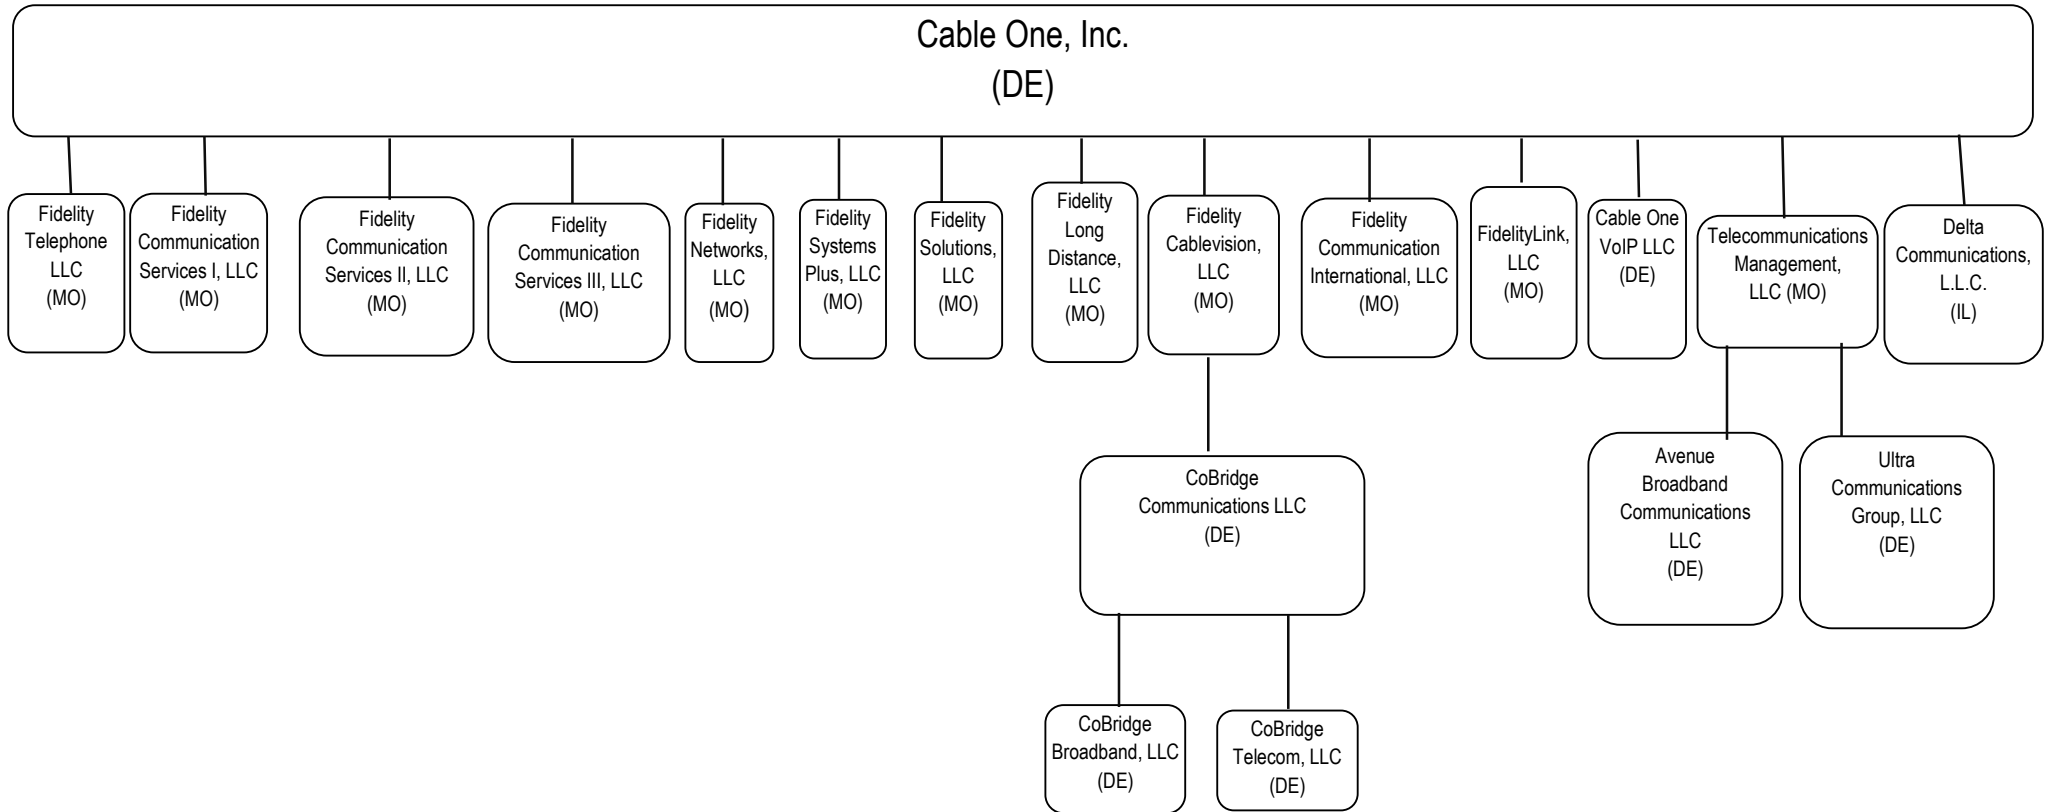 Cable One, Inc.
(DE)
Fidelity
Telephone
LLC
(MO)
Fidelity
Communication
Services I, LLC
(MO)
Fidelity
Communication
Services II, LLC
(MO)
Fidelity
Communication
Services III, LLC
(MO)
Fidelity
Networks,
LLC
(MO)
Fidelity
Systems
Plus, LLC
(MO)
Fidelity
Solutions,
LLC
(MO)
Fidelity
Long
Distance,
LLC
(MO)
Fidelity
Cablevision,
LLC
(MO)
Fidelity
Communication
International, LLC
(MO)
FidelityLink,
LLC
(MO)
Cable One
VoIP LLC
(DE)
Telecommunications
Management,
LLC (MO)
Delta
Communications,
L.L.C.
(IL)
CoBridge
Communications LLC
(DE)
Avenue
Broadband
Communications
LLC
(DE)
Ultra
Communications
Group, LLC
(DE)
CoBridge
Broadband, LLC
(DE)
CoBridge
Telecom, LLC
(DE)